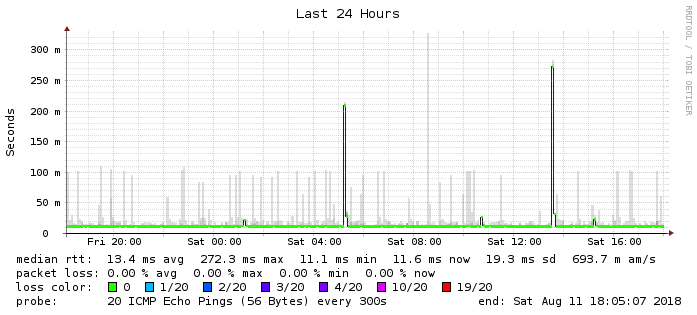 Last 24 Hours
RRDTOOL / TOBI OETIKER
Seconds
300 m
250 m
200 m
150 m
100 m
50 m
0
Fri 20:00 Sat 00:00 Sat 04:00 Sat 08:00 Sat 12:00 Sat 16:00
median rtt: 13.4 ms avg 272.3 ms max 11.1 ms min 11.6 ms now 19.3 ms sd 693.7 m am/s
packet loss: 0.00 % avg 0.00 % max 0.00 % min 0.00 % now
loss color: 0 1/20 2/20 3/20 4/20 10/20 19/20
probe: 20 ICMP Echo Pings (56 Bytes) every 300s end: Sat Aug 11 18:05:07 2018